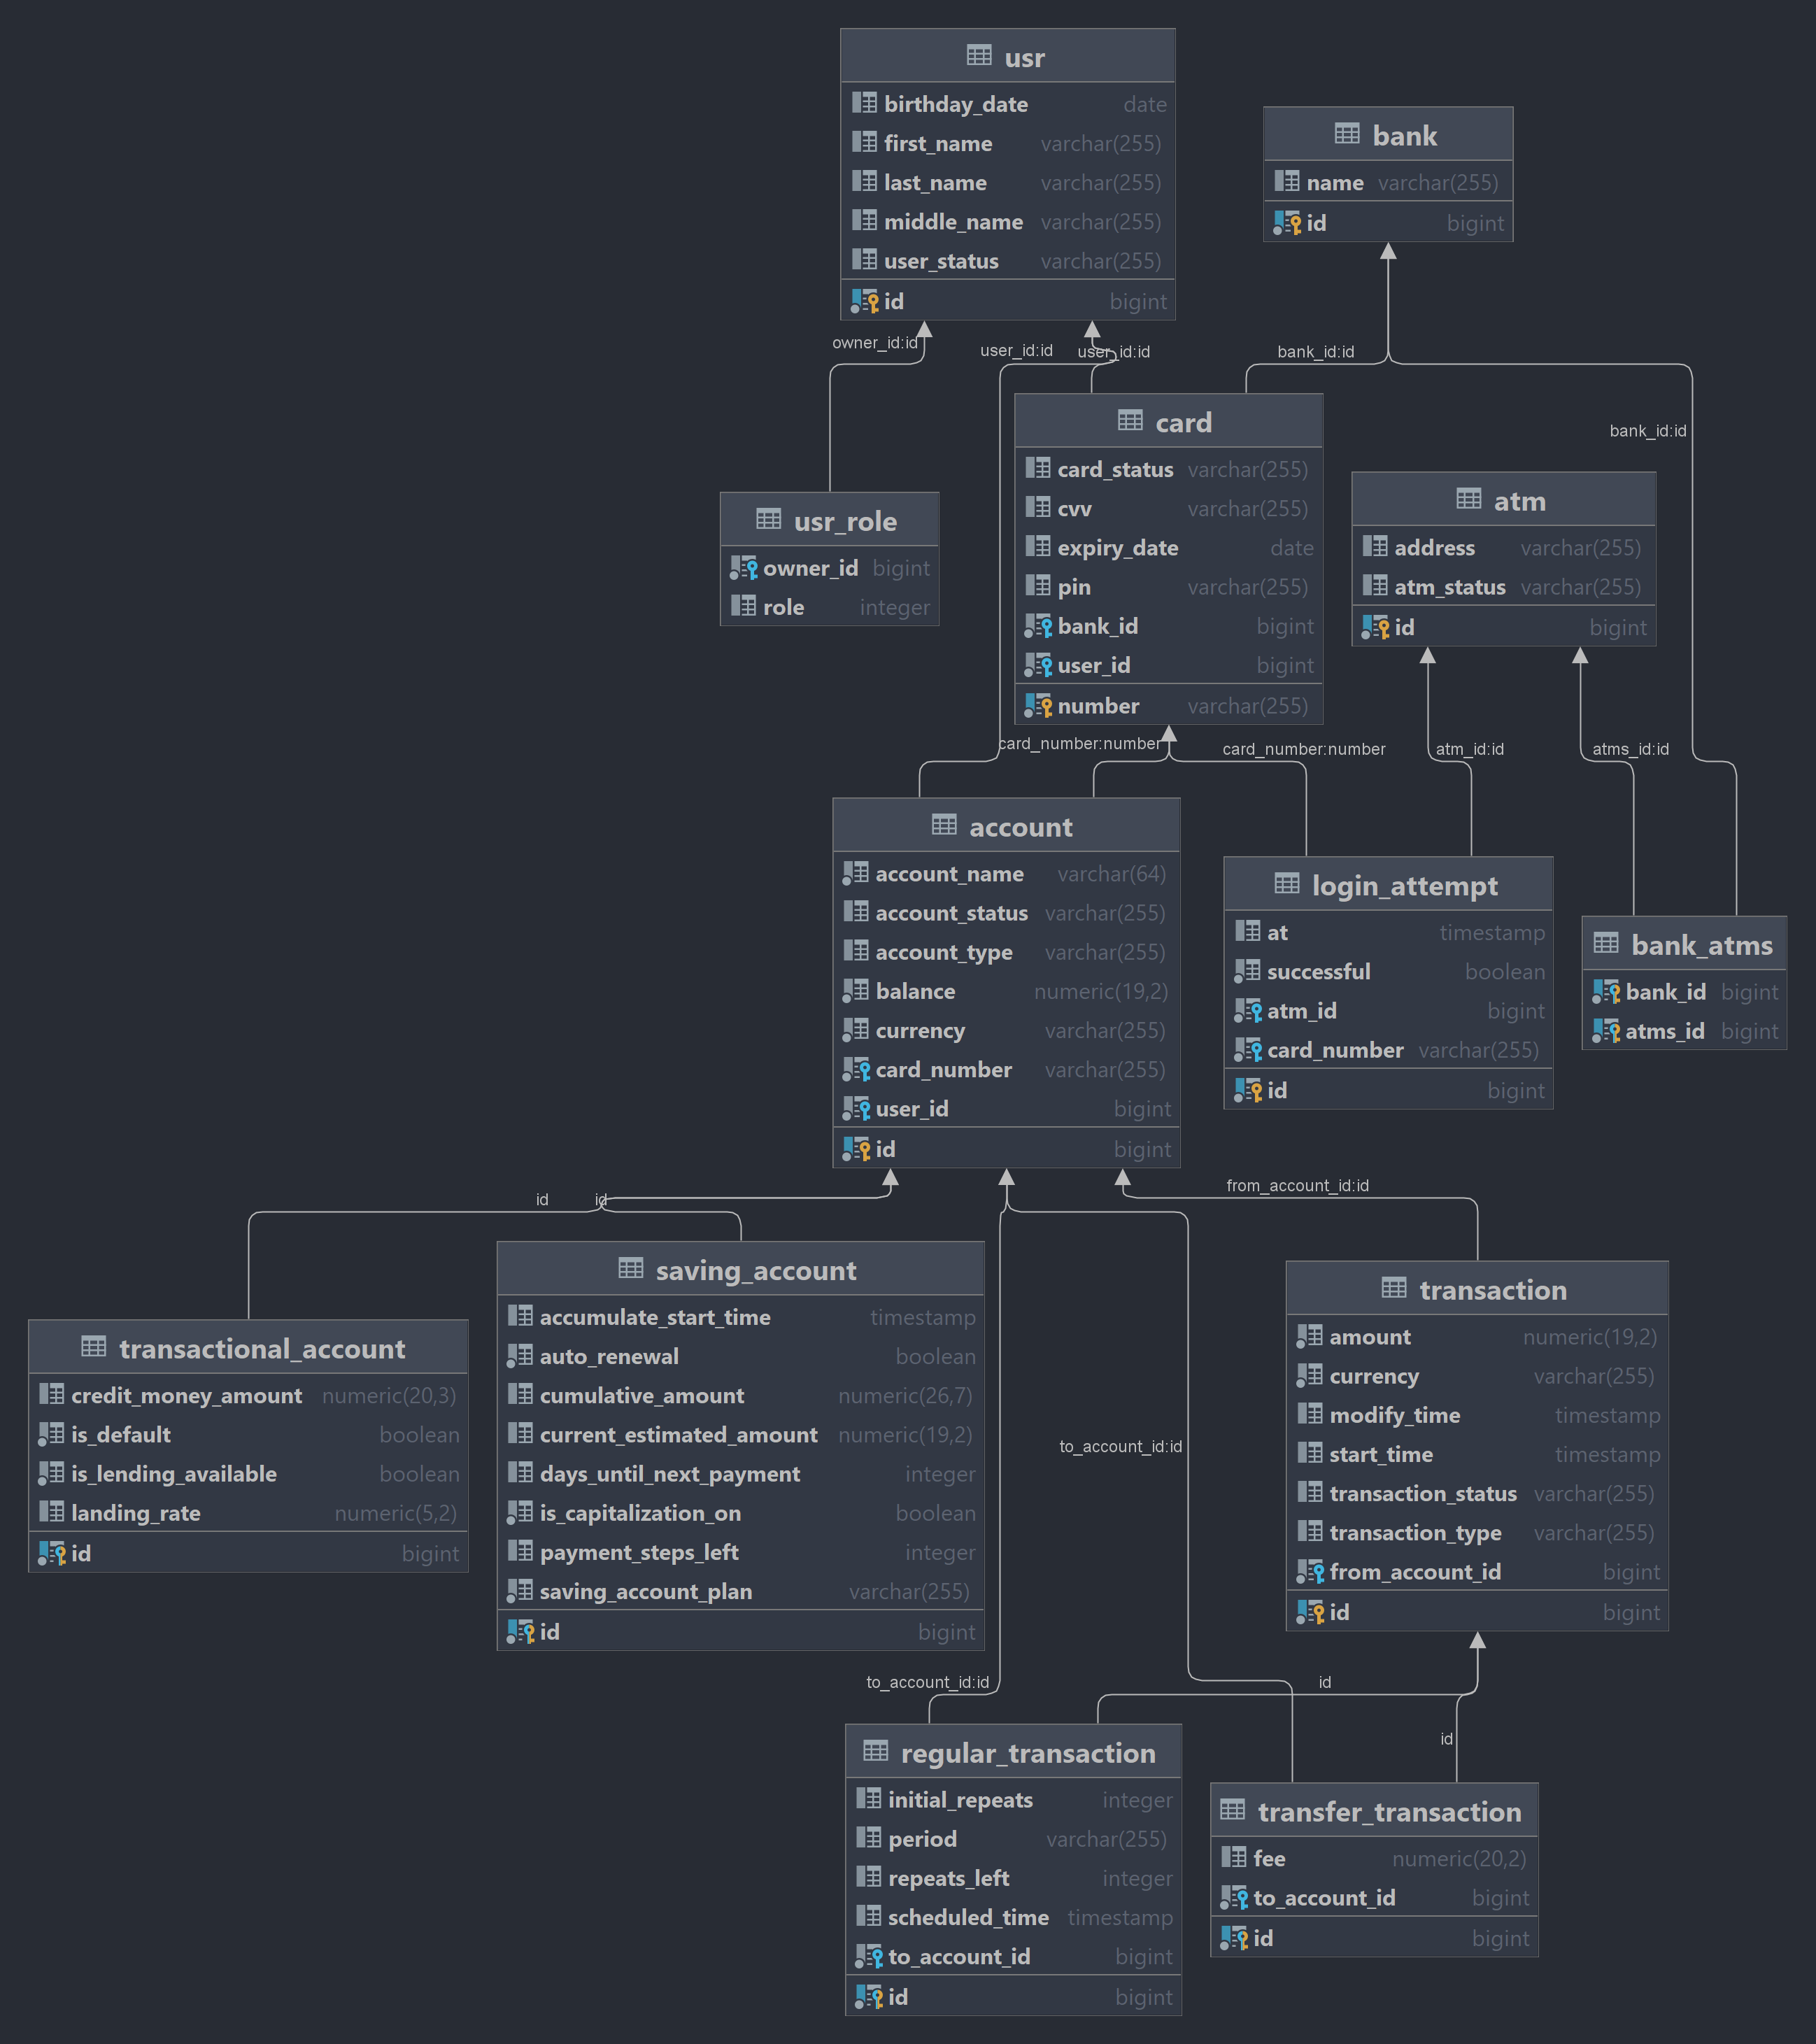 usr
birthday_date date
first_name varchar(255)
last_name varchar(255)
middle_name varchar(255)
user_status varchar(255)
id bigint
bank
name varchar(255)
id bigint
owner_id:id
user_id:id
user_id:id
bank_id:id
bank_id:id
card
card_status varchar(255)
cvv varchar(255)
expiry_date date
pin varchar(255)
bank_id bigint
user_id bigint
number varchar(255)
usr_role
owner_id bigint
role integer
atm
address varchar(255)
atm_status varchar(255)
id bigint
card_number:number
card_number:number
atm_id:id
atms_id:id
account
account_name varchar(64)
account_status varchar(255)
account_type varchar(255)
balance numeric(19,2)
currency varchar(255)
card_number varchar(255)
user_id bigint
id bigint
login_attempt
at timestamp
successful boolean
atm_id bigint
card_number varchar(255)
id bigint
bank_atms
bank_id bigint
atms_id bigint
id
id
from_account_id:id
transactional_account
credit_money_amount numeric(20,3)
is_default boolean
is_lending_available boolean
landing_rate numeric(5,2)
id bigint
saving_account
accumulate_start_time timestamp
auto_renewal boolean
cumulative_amount numeric(26,7)
current_estimated_amount numeric(19,2)
days_until_next_payment integer
is_capitalization_on boolean
payment_steps_left integer
saving_account_plan varchar(255)
id bigint
to_account_id:id
transaction
amount numeric(19,2)
currency varchar(255)
modify_time timestamp
start_time timestamp
transaction_status varchar(255)
transaction_type varchar(255)
from_account_id bigint
id bigint
to_account_id:id
id
id
regular_transaction
initial_repeats integer
period varchar(255)
repeats_left integer
scheduled_time timestamp
to_account_id bigint
id bigint
transfer_transaction
fee numeric(20,2)
to_account_id bigint
id bigint